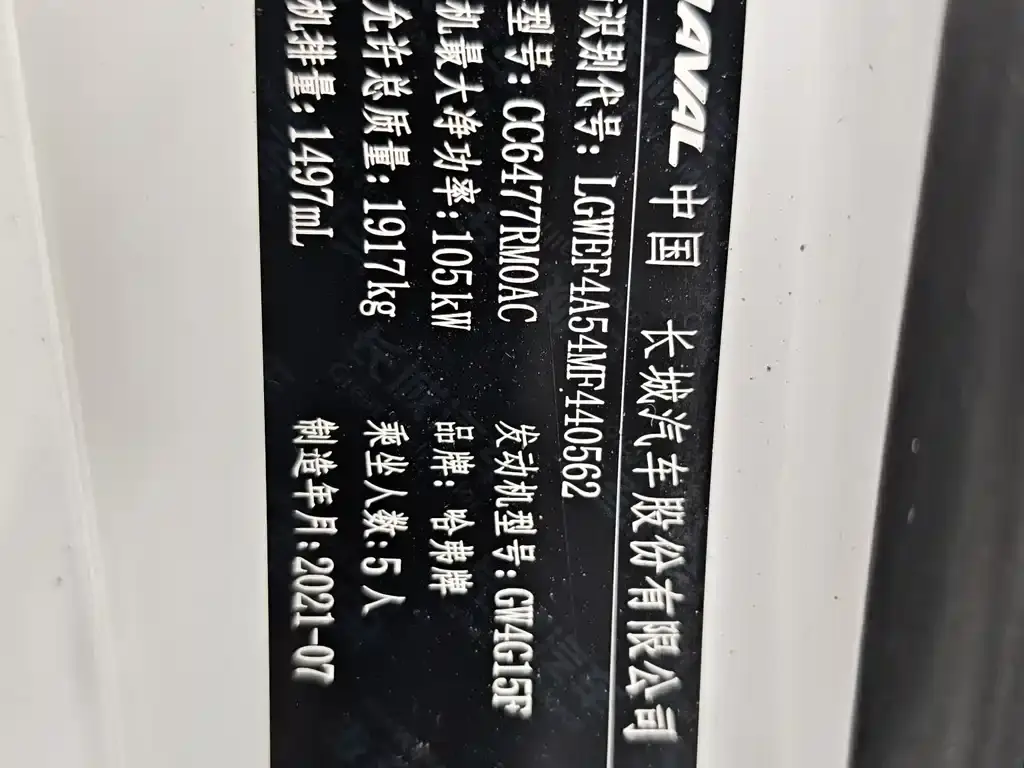 HAVAL 中国 长城汽车股份有限公司
识别代号: LGWEF4A54MF440562
型号: CC6477RM0AC 发动机型号: GW4G15F
机最大净功率: 105kW 品牌: 哈弗牌
允许总质量: 1917kg 乘坐人数: 5 人
机排量: 1497mL 制造年月: 2021-07